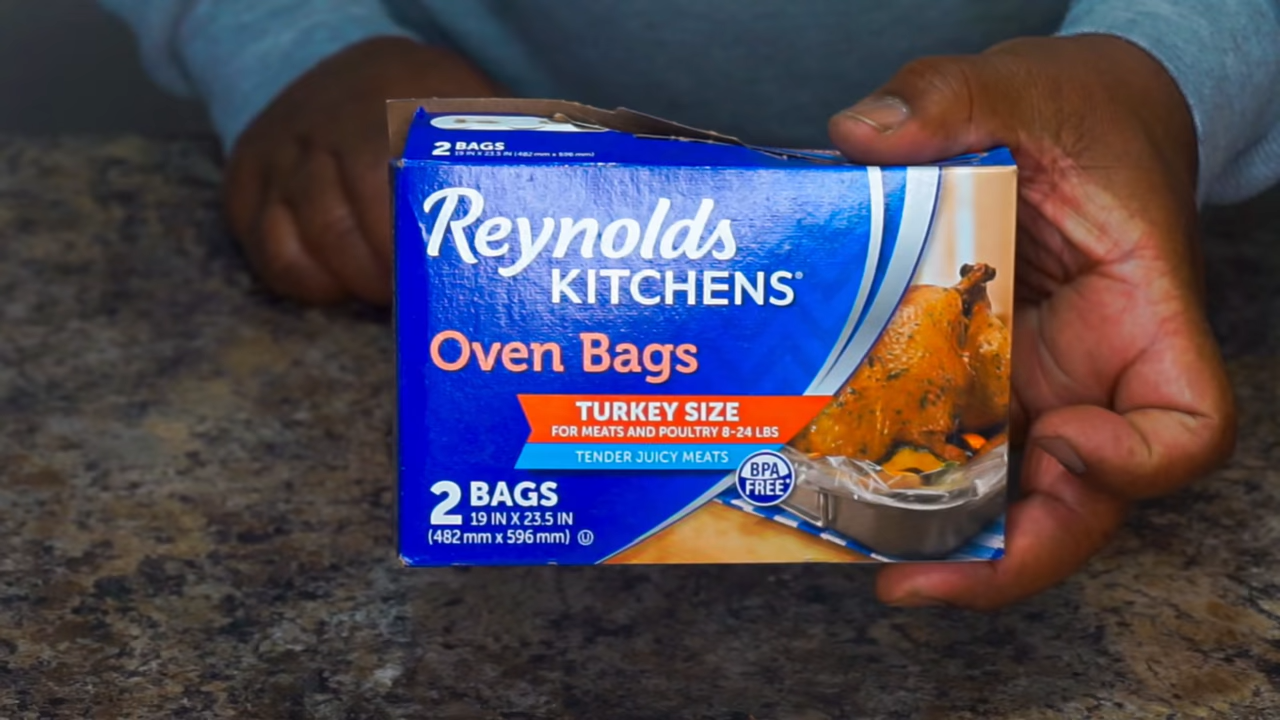 2 BAGS
19 IN X 23.5 IN (482 mm x 596 mm)
Reynolds
KITCHENS®
Oven Bags
TURKEY SIZE
FOR MEATS AND POULTRY 8-24 LBS
TENDER JUICY MEATS
BPA
FREE*
2 BAGS
19 IN X 23.5 IN
(482 mm x 596 mm) Ⓤ